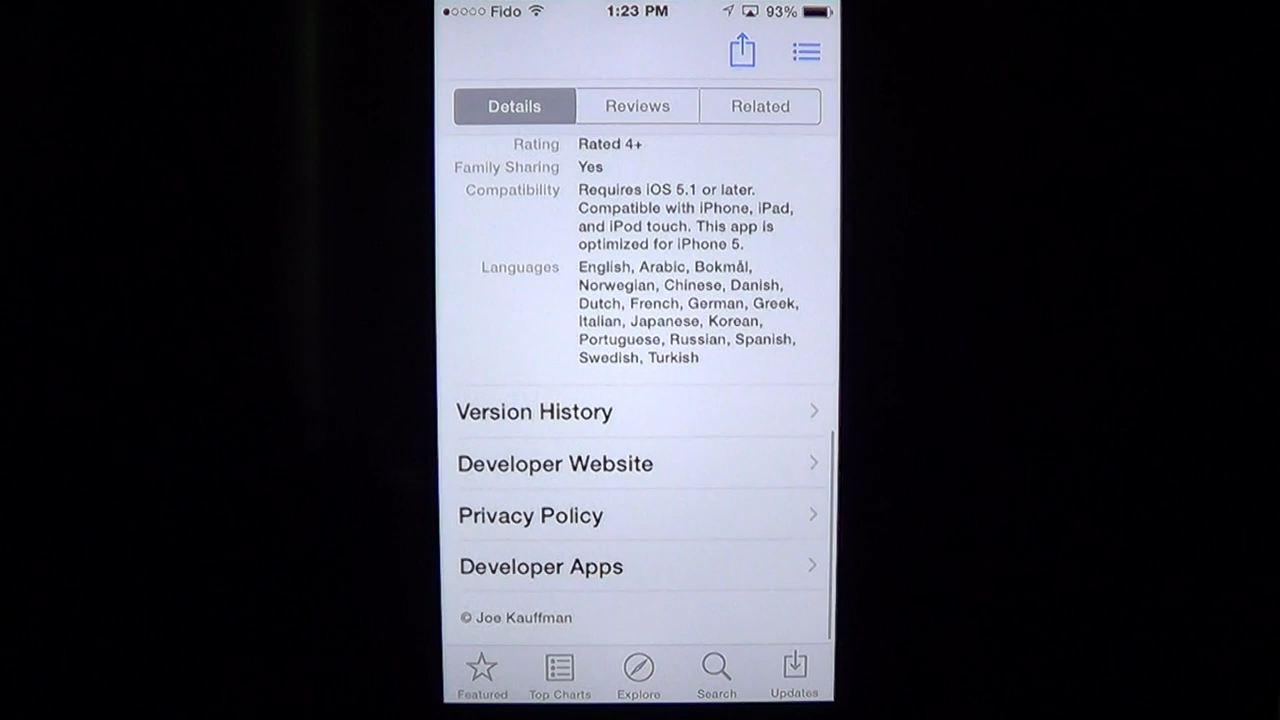 Fido 1:23 PM 93%
Details Reviews Related
Rating Rated 4+
Family Sharing Yes
Compatibility Requires iOS 5.1 or later.
Compatible with iPhone, iPad,
and iPod touch. This app is
optimized for iPhone 5.
Languages English, Arabic, Bokmål,
Norwegian, Chinese, Danish,
Dutch, French, German, Greek,
Italian, Japanese, Korean,
Portuguese, Russian, Spanish,
Swedish, Turkish
Version History
Developer Website
Privacy Policy
Developer Apps
© Joe Kauffman
Featured Top Charts Explore Search Updates